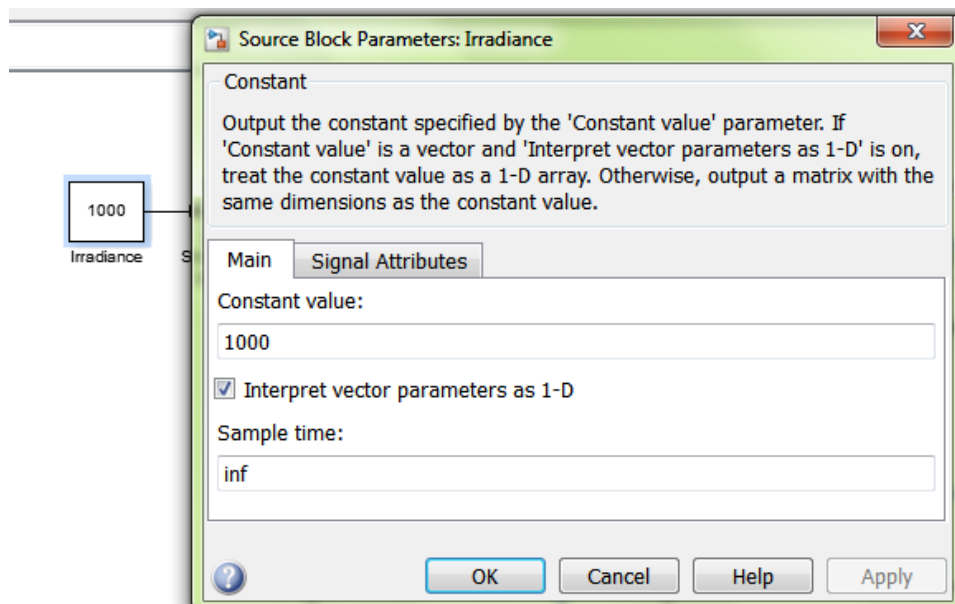 Source Block Parameters: Irradiance
Constant
Output the constant specified by the 'Constant value' parameter. If
'Constant value' is a vector and 'Interpret vector parameters as 1-D' is on,
treat the constant value as a 1-D array. Otherwise, output a matrix with the
same dimensions as the constant value.
1000
Irradiance
S
Main
Signal Attributes
Constant value:
1000
Interpret vector parameters as 1-D
Sample time:
inf
OK
Cancel
Help
Apply